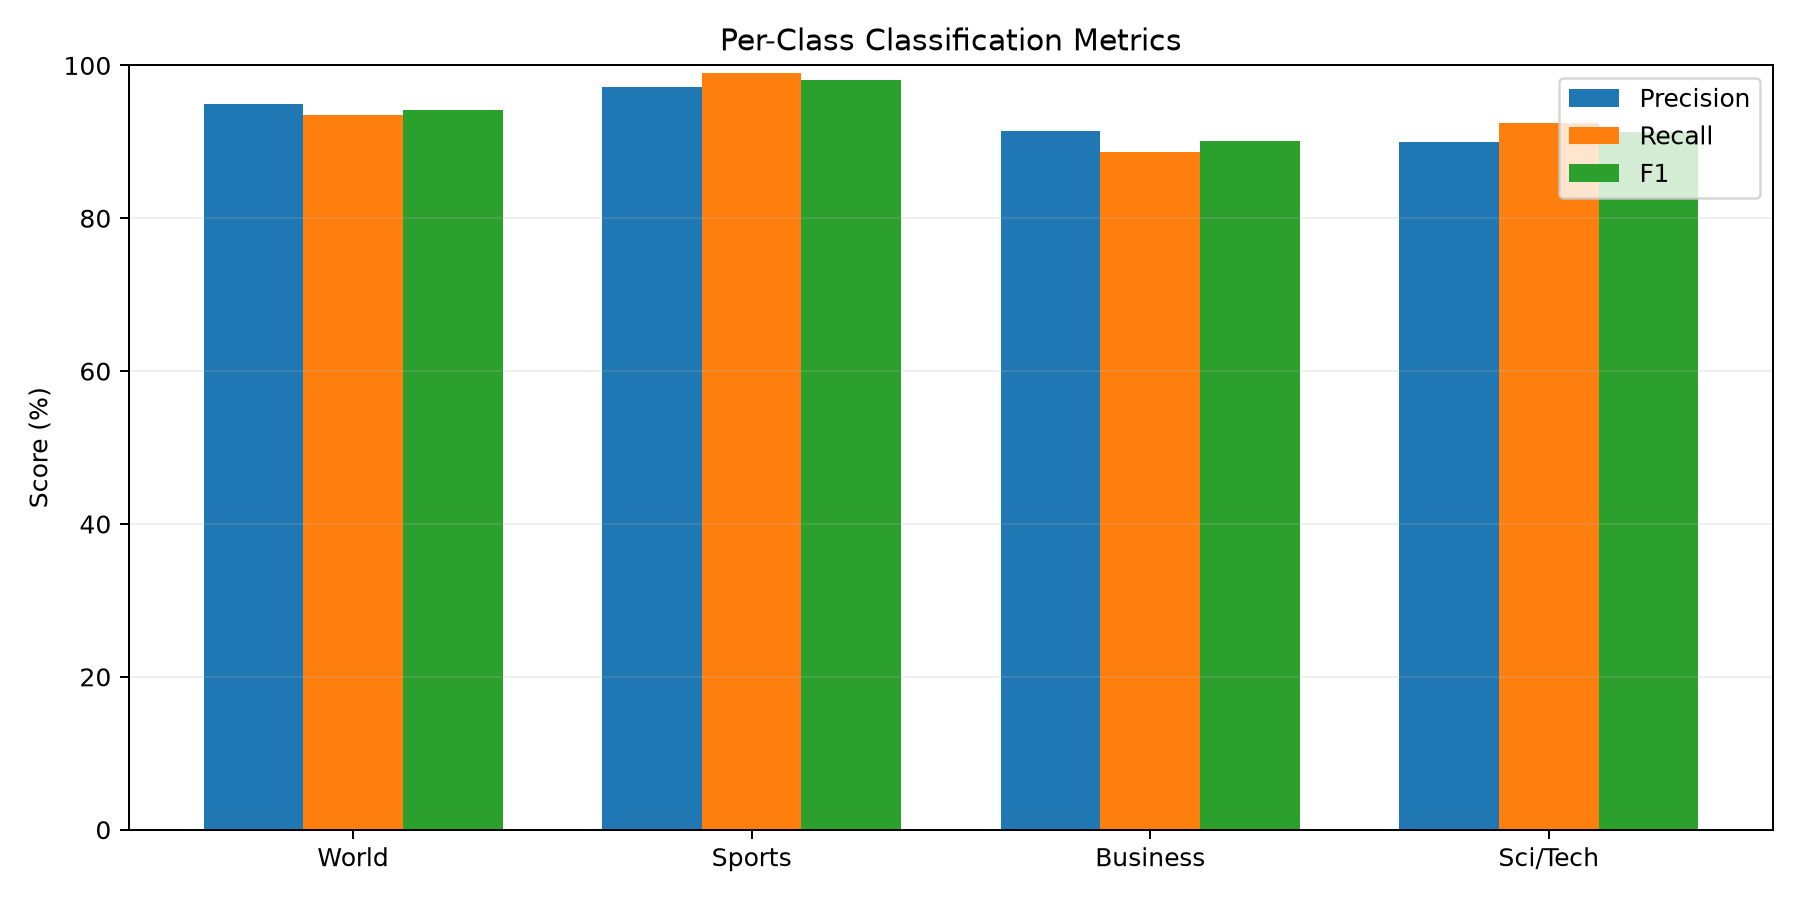 Per-Class Classification Metrics
100
80
60
40
20
0
Score (%)
Precision
Recall
F1
World
Sports
Business
Sci/Tech